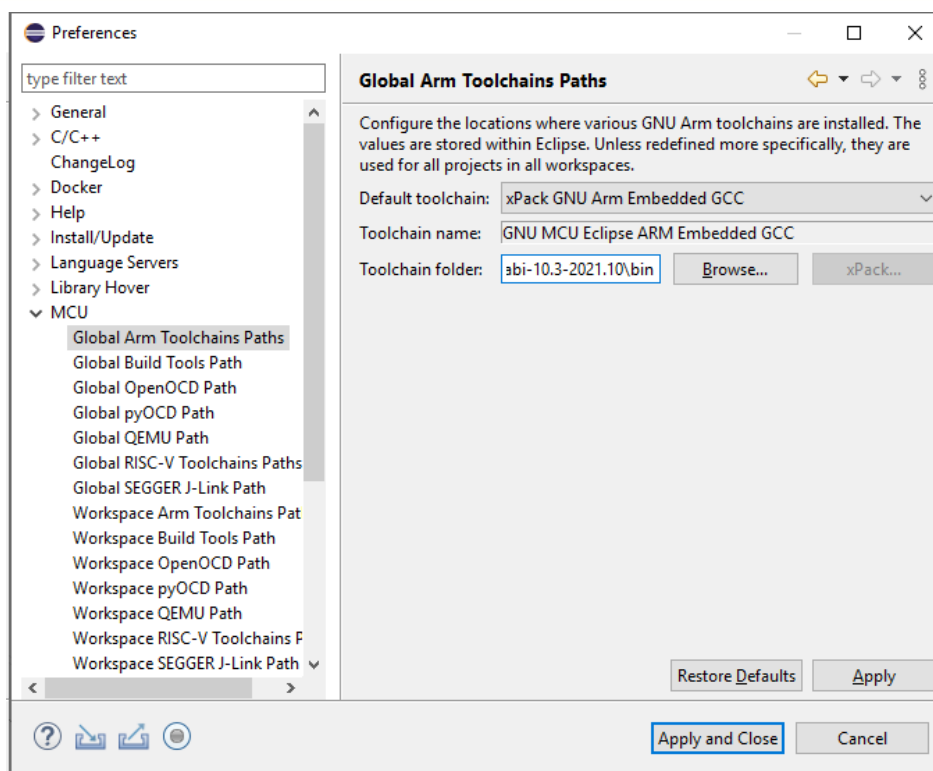 Preferences
type filter text
General
C/C++
ChangeLog
Docker
Help
Install/Update
Language Servers
Library Hover
MCU
Global Arm Toolchains Paths
Global Build Tools Path
Global OpenOCD Path
Global pyOCD Path
Global QEMU Path
Global RISC-V Toolchains Paths
Global SEGGER J-Link Path
Workspace Arm Toolchains Pat
Workspace Build Tools Path
Workspace OpenOCD Path
Workspace pyOCD Path
Workspace QEMU Path
Workspace RISC-V Toolchains P
Workspace SEGGER J-Link Path
Global Arm Toolchains Paths
Configure the locations where various GNU Arm toolchains are installed. The
values are stored within Eclipse. Unless redefined more specifically, they are
used for all projects in all workspaces.
Default toolchain: xPack GNU Arm Embedded GCC
Toolchain name: GNU MCU Eclipse ARM Embedded GCC
Toolchain folder: abi-10.3-2021.10\bin Browse... xPack...
Restore Defaults Apply
Apply and Close Cancel